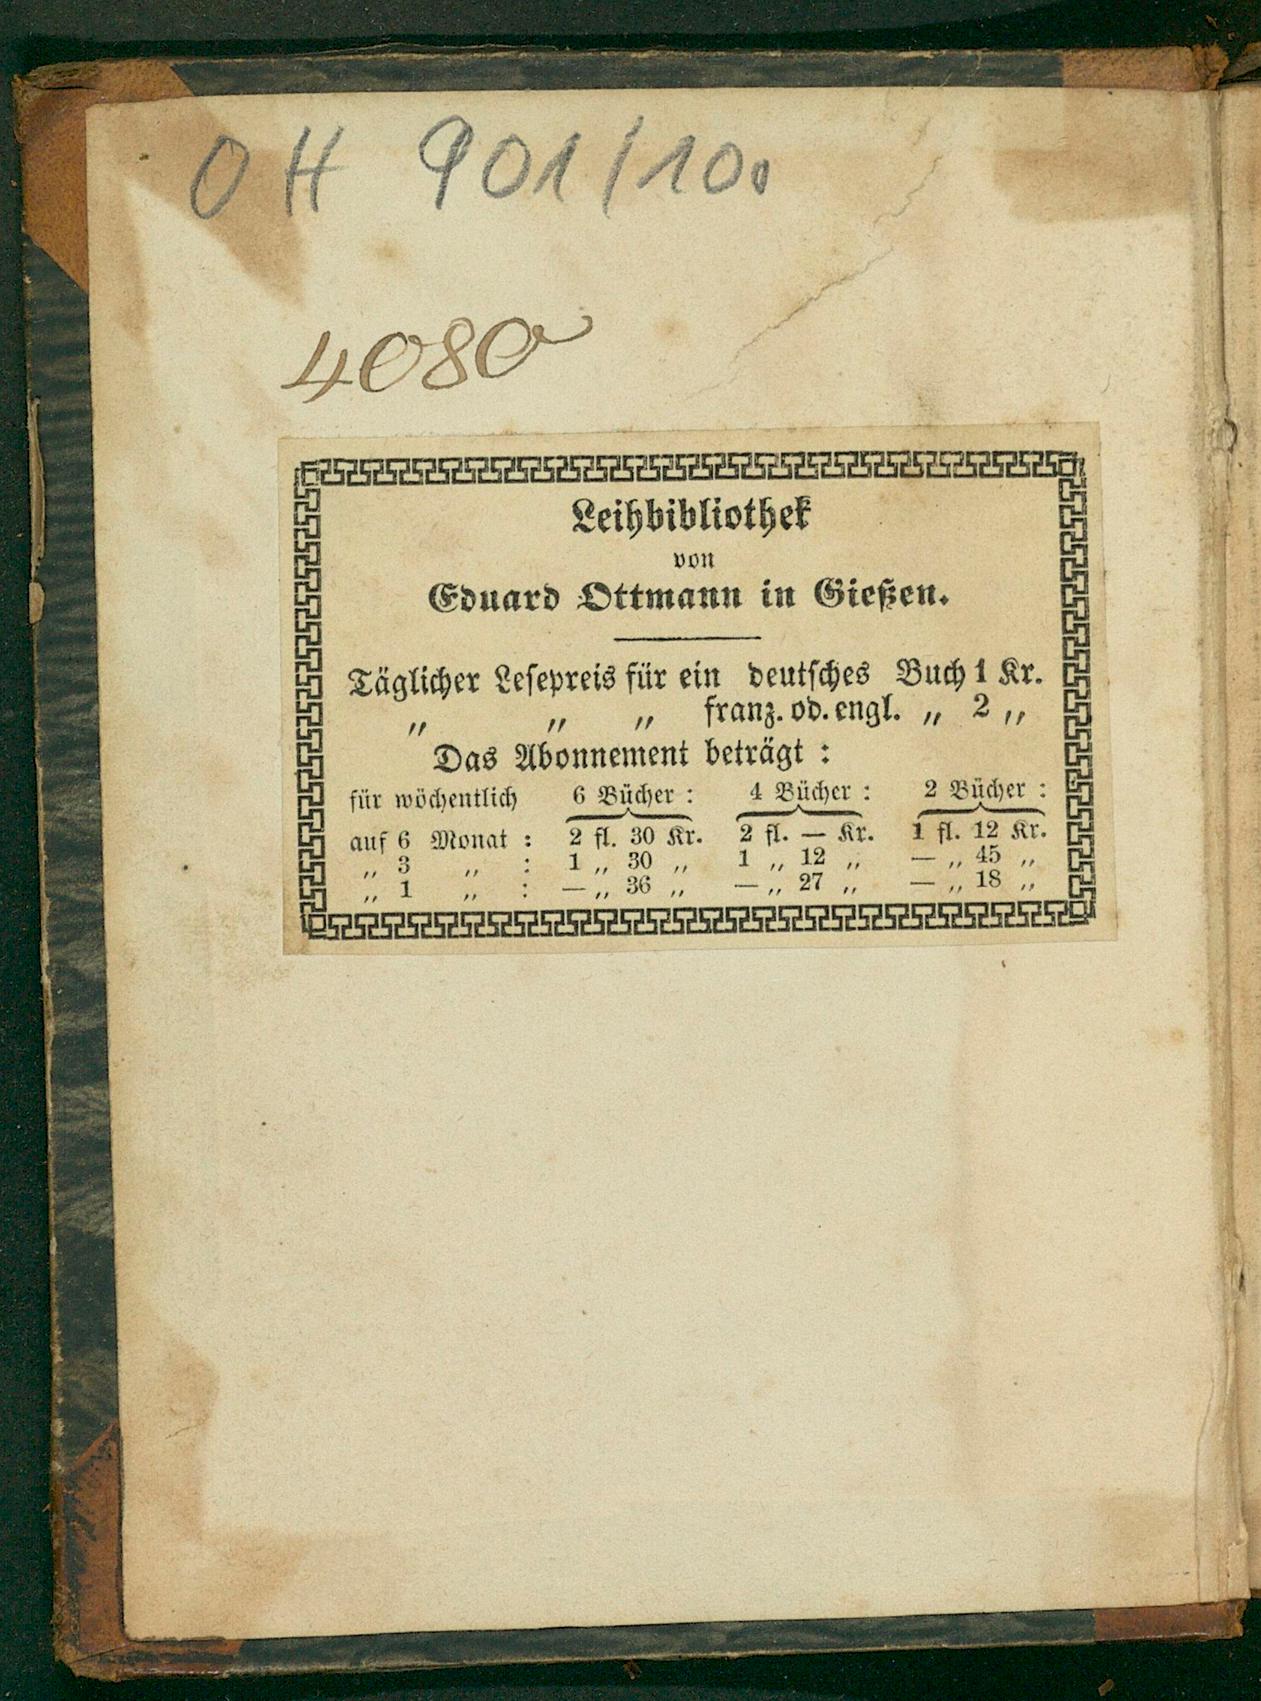 OH 901/100
4080
Leihbibliothek
von
Eduard Ottmann in Gießen.
Täglicher Lesepreis für ein deutsches Buch 1 Kr.
„ „ „ franz. od. engl. „ 2 „
Das Abonnement beträgt :
für wöchentlich 6 Bücher : 4 Bücher : 2 Bücher :
auf 6 Monat : 2 fl. 30 Kr. 2 fl. — Kr. 1 fl. 12 Kr.
„ 3 „ : 1 „ 30 „ 1 „ 12 „ — „ 45 „
„ 1 „ : — „ 36 „ — „ 27 „ — „ 18 „